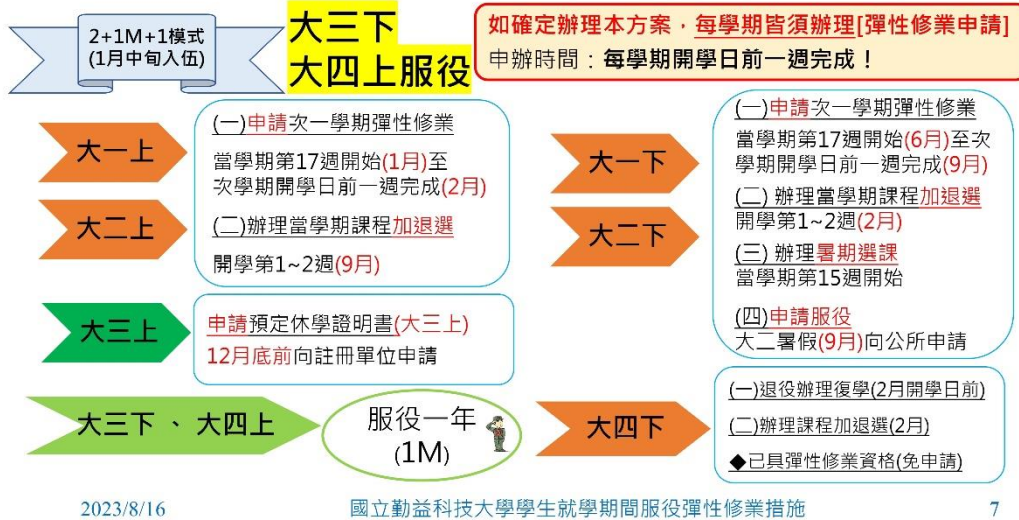 2+1M+1模式
(1月中旬入伍)
大三下
大四上服役
如確定辦理本方案，每學期皆須辦理[彈性修業申請]
申辦時間：每學期開學日前一週完成！
大一上
大二上
(一)申請次一學期彈性修業
當學期第17週開始(1月)至
次學期開學日前一週完成(2月)
(二)辦理當學期課程加退選
開學第1~2週(9月)
大一下
大二下
(一)申請次一學期彈性修業
當學期第17週開始(6月)至次
學期開學日前一週完成(9月)
(二) 辦理當學期課程加退選
開學第1~2週(2月)
(三) 辦理暑期選課
當學期第15週開始
(四)申請服役
大二暑假(9月)向公所申請
大三上
申請預定休學證明書(大三上)
12月底前向註冊單位申請
大三下 、 大四上
服役一年
(1M)
大四下
(一)退役辦理復學(2月開學日前)
(二)辦理課程加退選(2月)
◆已具彈性修業資格(免申請)
2023/8/16
國立勤益科技大學學生就學期間服役彈性修業措施
7